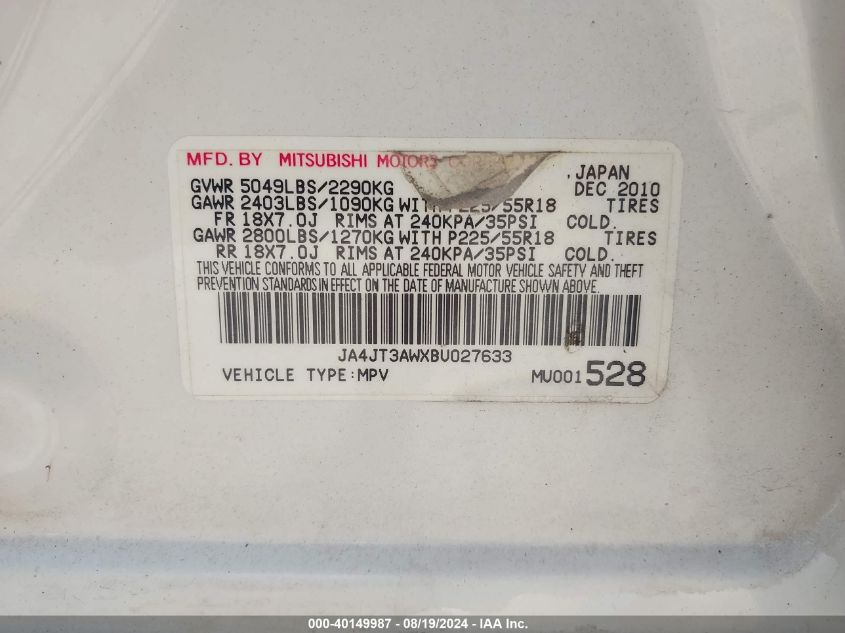 MFD. BY MITSUBISHI MOTORS JAPAN
GVWR 5049LBS/2290KG DEC 2010
GAWR 2403LBS/1090KG WITH P225/55R18 TIRES
FR 18X7.0J RIMS AT 240KPA/35PSI COLD.
GAWR 2800LBS/1270KG WITH P225/55R18 TIRES
RR 18X7.0J RIMS AT 240KPA/35PSI COLD.
THIS VEHICLE CONFORMS TO ALL APPLICABLE FEDERAL MOTOR VEHICLE SAFETY AND THEFT
PREVENTION STANDARDS IN EFFECT ON THE DATE OF MANUFACTURE SHOWN ABOVE.
JA4JT3AWXBU027633
VEHICLE TYPE:MPV MU001528
000-40149987 - 08/19/2024 - IAA Inc.